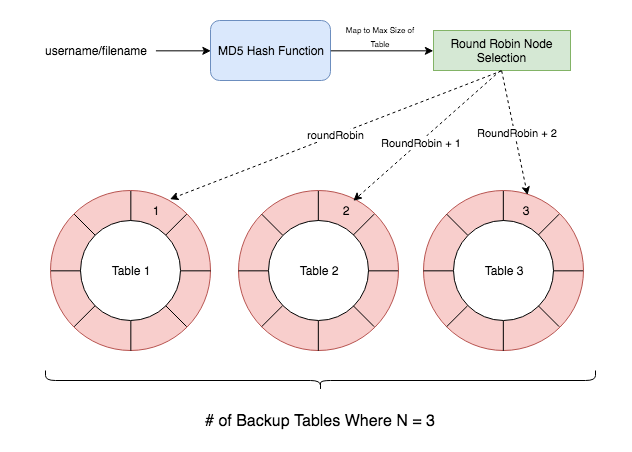 username/filename
MD5 Hash Function
Map to Max Size of
Table
Round Robin Node
Selection
roundRobin
RoundRobin + 1
RoundRobin + 2
1
2
3
Table 1
Table 2
Table 3
# of Backup Tables Where N = 3